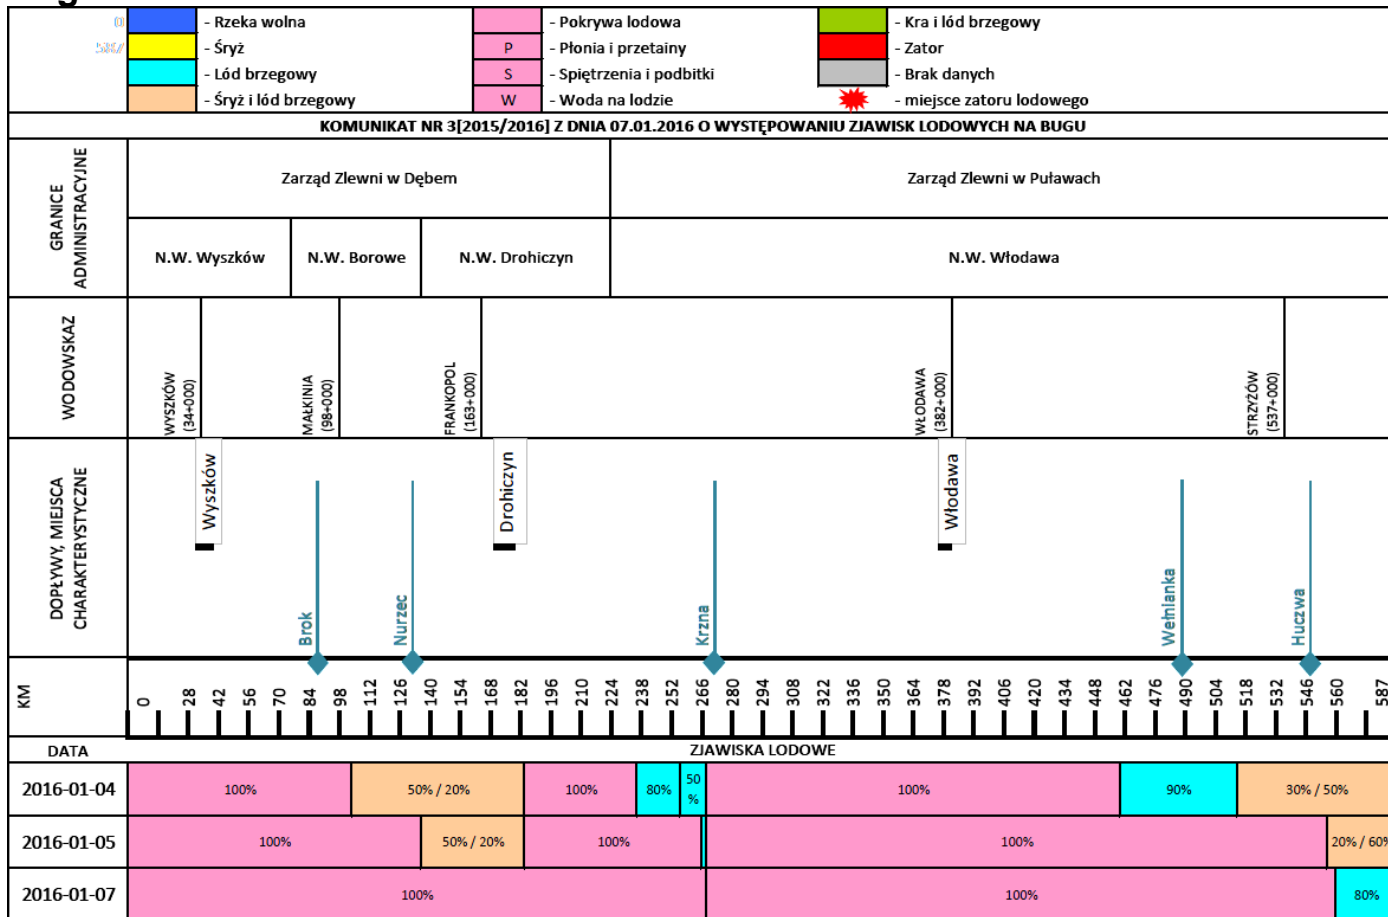 - Rzeka wolna - Pokrywa lodowa - Kra i lód brzegowy
- Śryż P - Płonia i przetainy - Zator
- Lód brzegowy S - Spiętrzenia i podbitki - Brak danych
- Śryż i lód brzegowy W - Woda na lodzie - miejsce zatoru lodowego
KOMUNIKAT NR 3[2015/2016] Z DNIA 07.01.2016 O WYSTĘPOWANIU ZJAWISK LODOWYCH NA BUGU
GRANICE
ADMINISTRACYJNE
Zarząd Zlewni w Dębem Zarząd Zlewni w Puławach
N.W. Wyszków N.W. Borowe N.W. Drohiczyn N.W. Włodawa
WODOWSKAZ
WYSZKÓW
(34+000)
MAŁKINIA
(98+000)
FRANKOPOL
(163+000)
WŁODAWA
(382+000)
STRZYŻÓW
(537+000)
DOPŁYWY, MIEJSCA
CHARAKTERYSTYCZNE
Wyszków
Brok
Nurzec
Drohiczyn
Krzna
Włodawa
Wełnianka
Huczwa
KM
0 28 42 56 70 84 98 112 126 140 154 168 182 196 210 224 238 252 266 280 294 308 322 336 350 364 378 392 406 420 434 448 462 476 490 504 518 532 546 560 587
DATA ZJAWISKA LODOWE
2016-01-04 100% 50% / 20% 100% 80% 50 % 100% 90% 30% / 50%
2016-01-05 100% 50% / 20% 100% 100% 20% / 60%
2016-01-07 100% 100% 80%